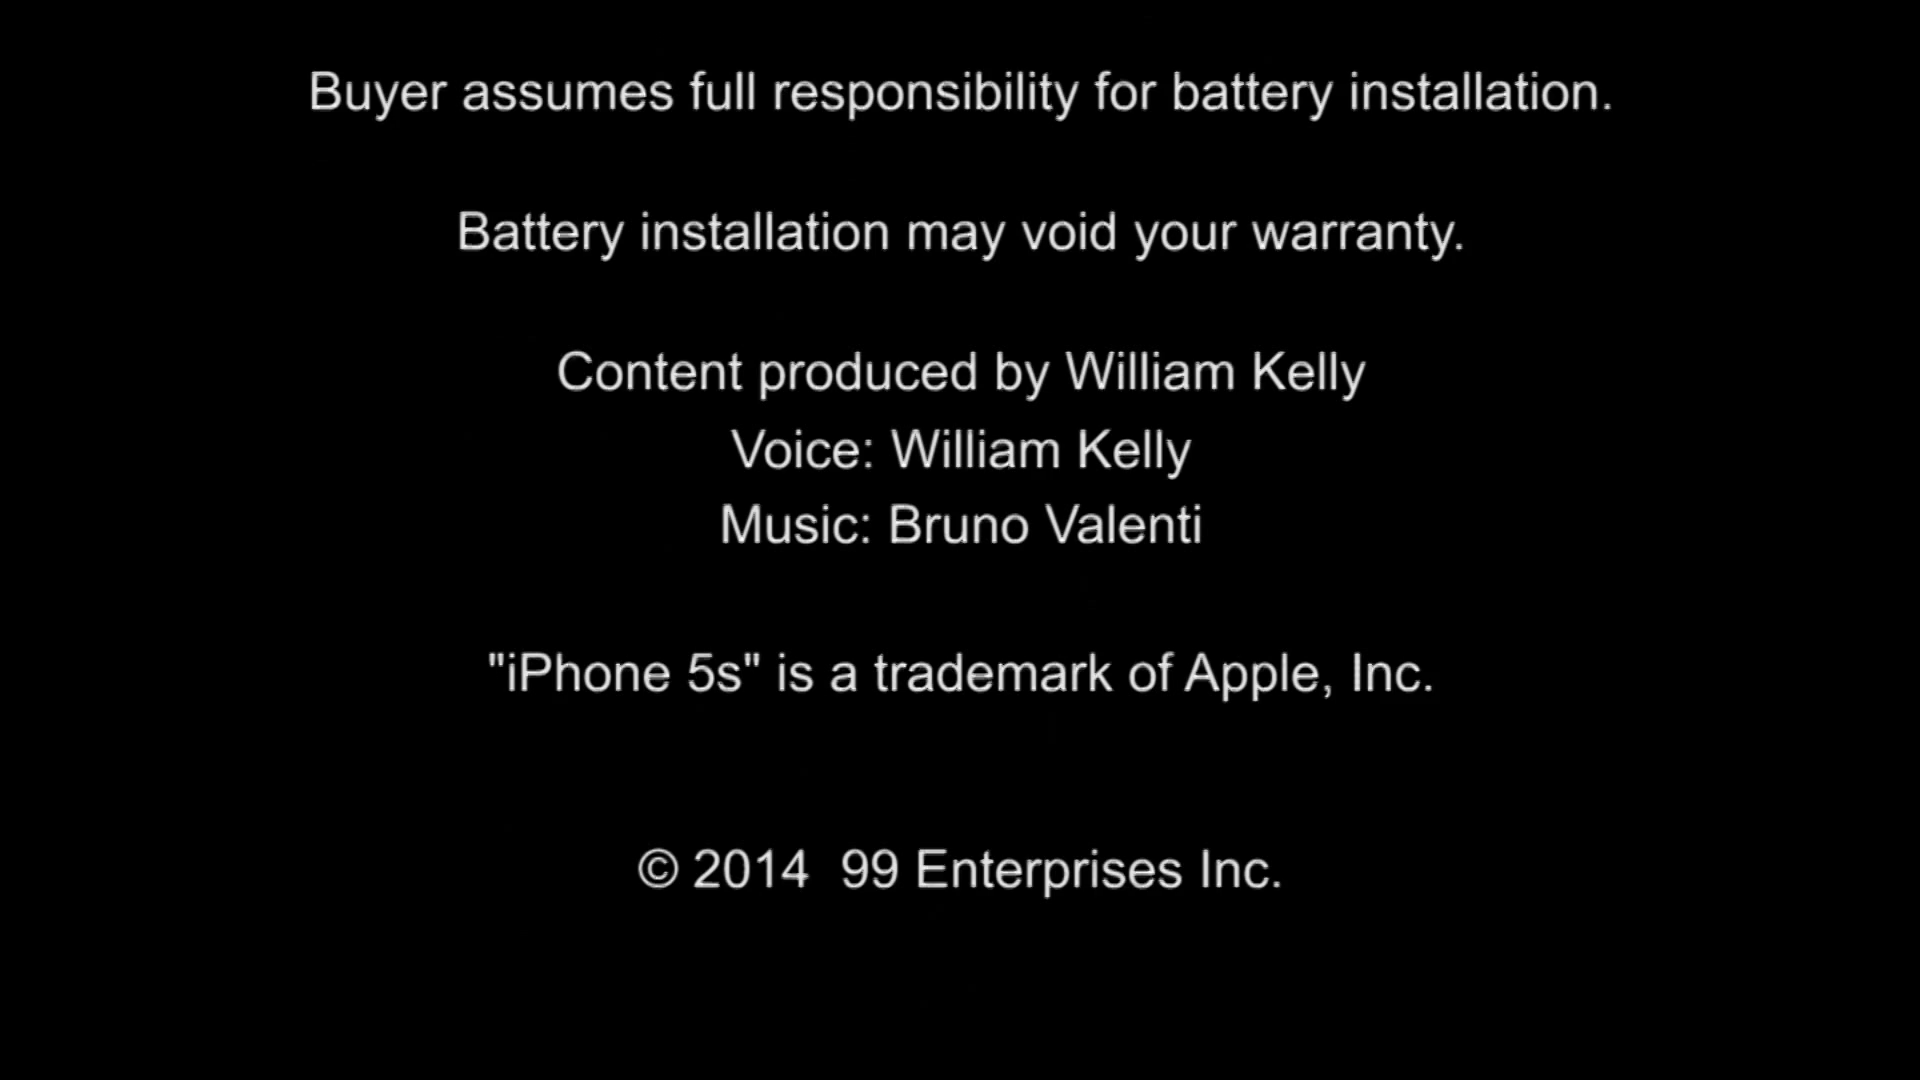 Buyer assumes full responsibility for battery installation.
Battery installation may void your warranty.
Content produced by William Kelly
Voice: William Kelly
Music: Bruno Valenti
"iPhone 5s" is a trademark of Apple, Inc.
© 2014  99 Enterprises Inc.